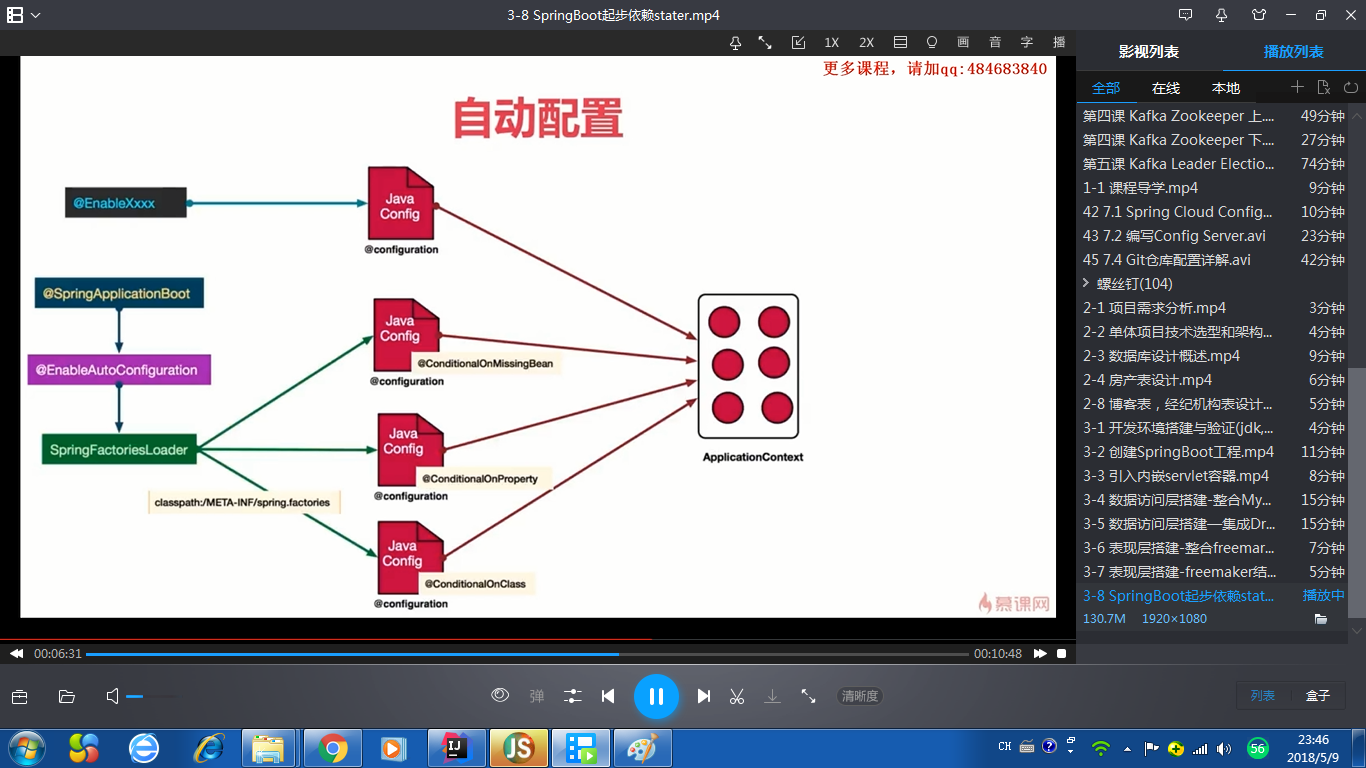 3-8 SpringBoot起步依赖stater.mp4
1X
2X
画
音
字
播
更多课程，请加qq:484683840
自动配置
@EnableXxxx
Java
Config
@configuration
@SpringApplicationBoot
Java
Config
@ConditionalOnMissingBean
@configuration
@EnableAutoConfiguration
Java
Config
@ConditionalOnProperty
@configuration
SpringFactoriesLoader
classpath:/META-INF/spring.factories
Java
Config
@ConditionalOnClass
@configuration
ApplicationContext
慕课网
影视列表
播放列表
全部
在线
本地
第四课 Kafka Zookeeper 上.... 49分钟
第四课 Kafka Zookeeper 下.... 27分钟
第五课 Kafka Leader Electio... 74分钟
1-1 课程导学.mp4 9分钟
42 7.1 Spring Cloud Config... 10分钟
43 7.2 编写Config Server.avi 23分钟
45 7.4 Git仓库配置详解.avi 42分钟
螺丝钉(104)
2-1 项目需求分析.mp4 3分钟
2-2 单体项目技术选型和架构... 4分钟
2-3 数据库设计概述.mp4 9分钟
2-4 房产表设计.mp4 6分钟
2-8 博客表，经纪机构表设计... 5分钟
3-1 开发环境搭建与验证(jdk,... 4分钟
3-2 创建SpringBoot工程.mp4 11分钟
3-3 引入内嵌servlet容器.mp4 8分钟
3-4 数据访问层搭建-整合My... 15分钟
3-5 数据访问层搭建—集成Dr... 15分钟
3-6 表现层搭建-整合freemar... 7分钟
3-7 表现层搭建-freemaker结... 5分钟
3-8 SpringBoot起步依赖stat... 播放中
130.7M 1920×1080
00:06:31
00:10:48
弹
清晰度
列表
盒子
IJ
JS
CH
56
23:46
2018/5/9